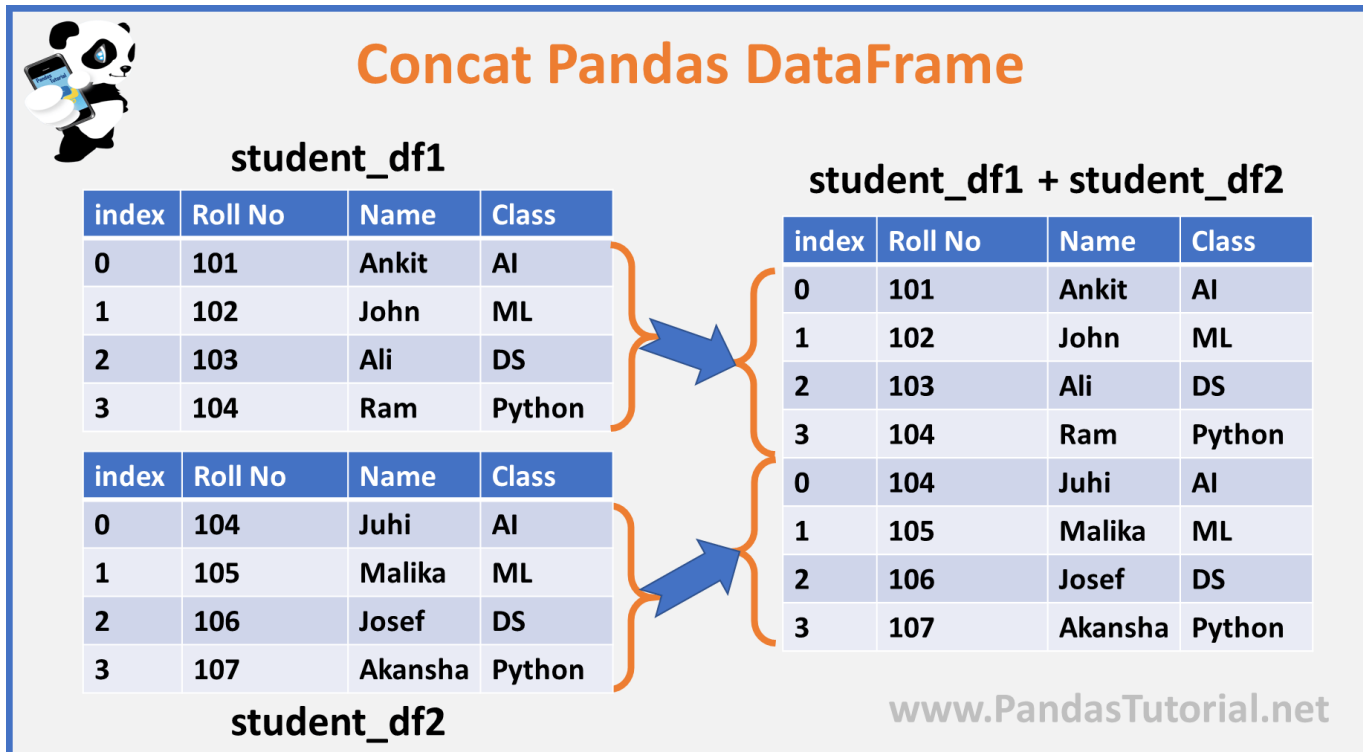 Concat Pandas DataFrame
Pandas
Tutorial
student_df1
index Roll No Name Class
0 101 Ankit AI
1 102 John ML
2 103 Ali DS
3 104 Ram Python
index Roll No Name Class
0 104 Juhi AI
1 105 Malika ML
2 106 Josef DS
3 107 Akansha Python
student_df2
student_df1 + student_df2
index Roll No Name Class
0 101 Ankit AI
1 102 John ML
2 103 Ali DS
3 104 Ram Python
0 104 Juhi AI
1 105 Malika ML
2 106 Josef DS
3 107 Akansha Python
www.PandasTutorial.net